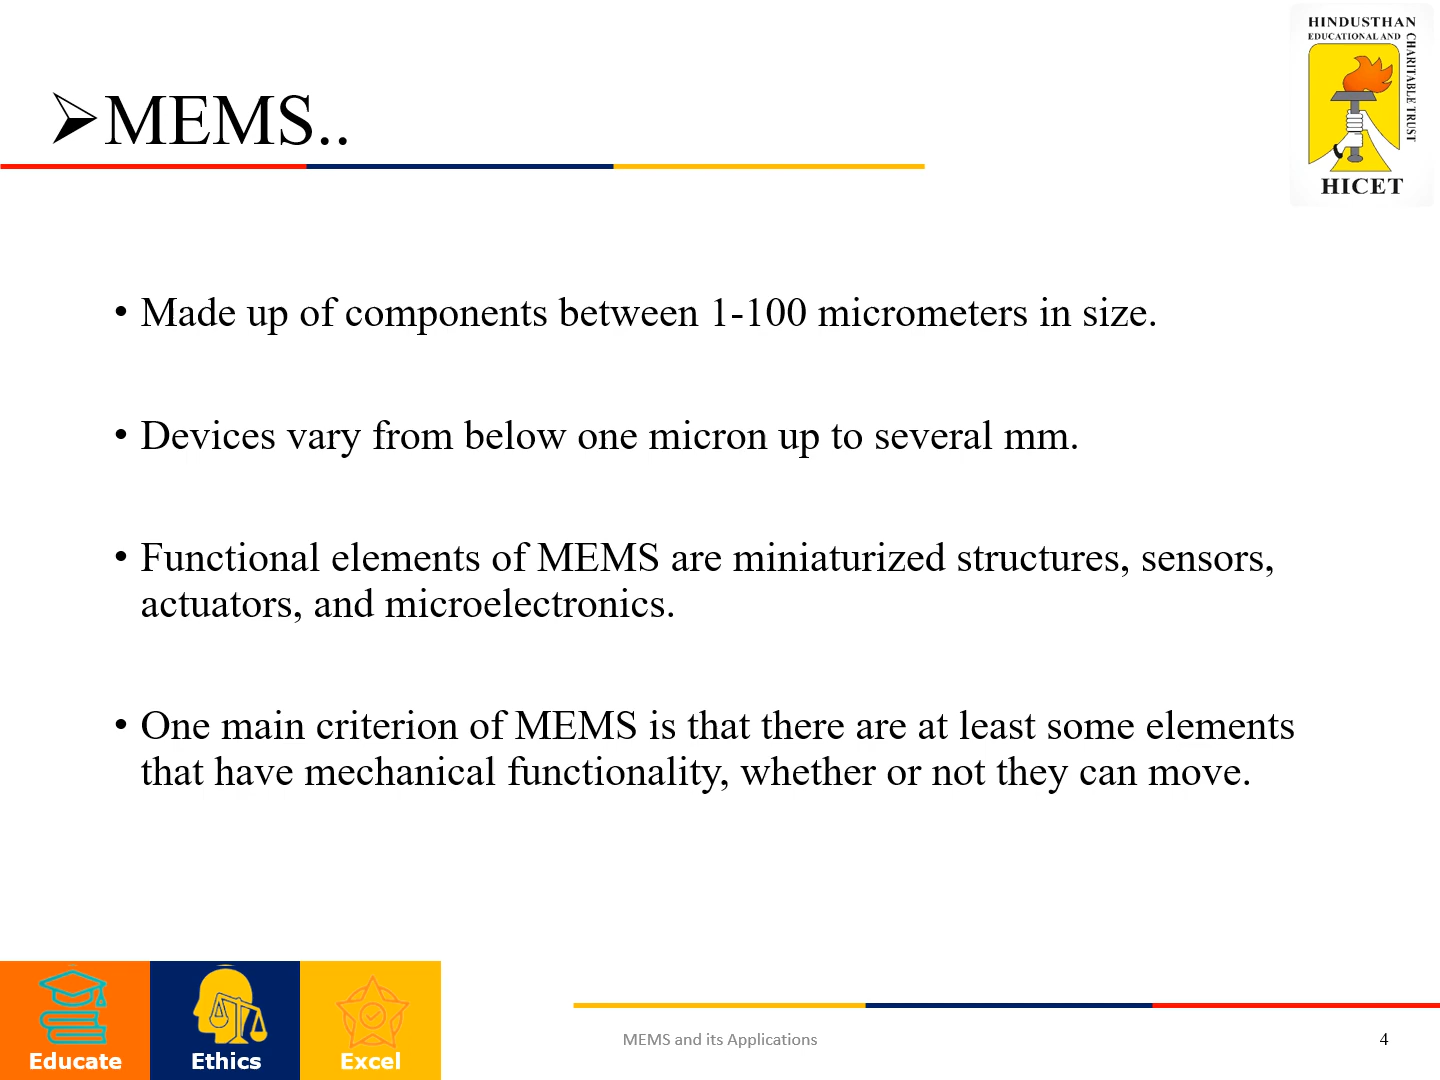 HINDUSTHAN
EDUCATIONAL AND
CHARITABLE TRUST
HICET
➢MEMS..
• Made up of components between 1-100 micrometers in size.
• Devices vary from below one micron up to several mm.
• Functional elements of MEMS are miniaturized structures, sensors,
actuators, and microelectronics.
• One main criterion of MEMS is that there are at least some elements
that have mechanical functionality, whether or not they can move.
Educate
Ethics
Excel
MEMS and its Applications
4